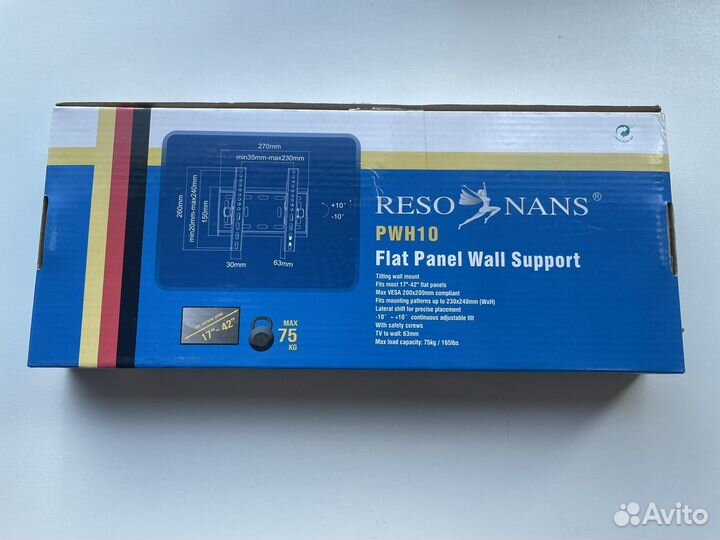 270mm
min35mm-max230mm
260mm
min20mm-max240mm
150mm
+10°
-10°
30mm
63mm
RESO NANS®
PWH10
Flat Panel Wall Support
Tilting wall mount
Fits most 17"-42" flat panels
Max VESA 200x200mm compliant
Fits mounting patterns up to 230x240mm (WxH)
Lateral shift for precise placement
-10° ~ +10° continuous adjustable tilt
With safety screws
TV to wall: 63mm
Max load capacity: 75kg / 165lbs
FOR SCREEN SIZE:
17"- 42"
MAX
75
KG
Avito